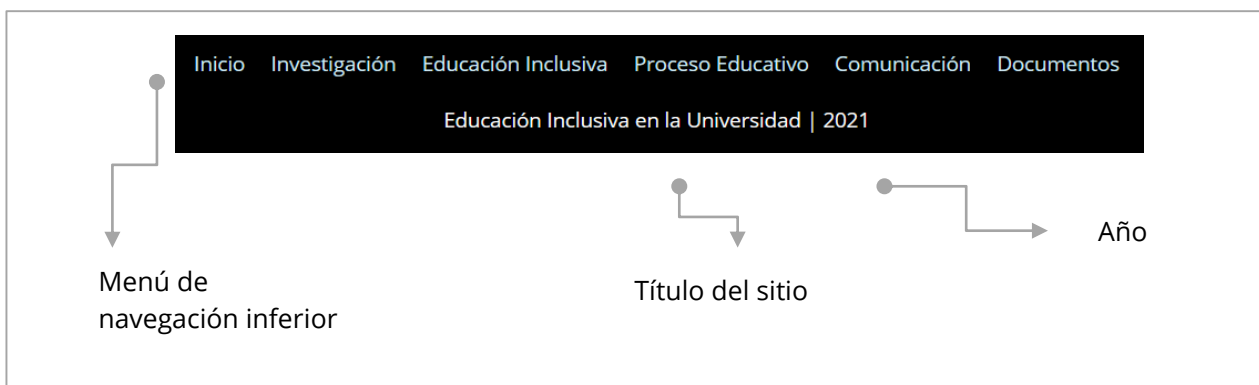 Inicio Investigación Educación Inclusiva Proceso Educativo Comunicación Documentos
Educación Inclusiva en la Universidad | 2021
Año
Menú de
navegación inferior
Título del sitio